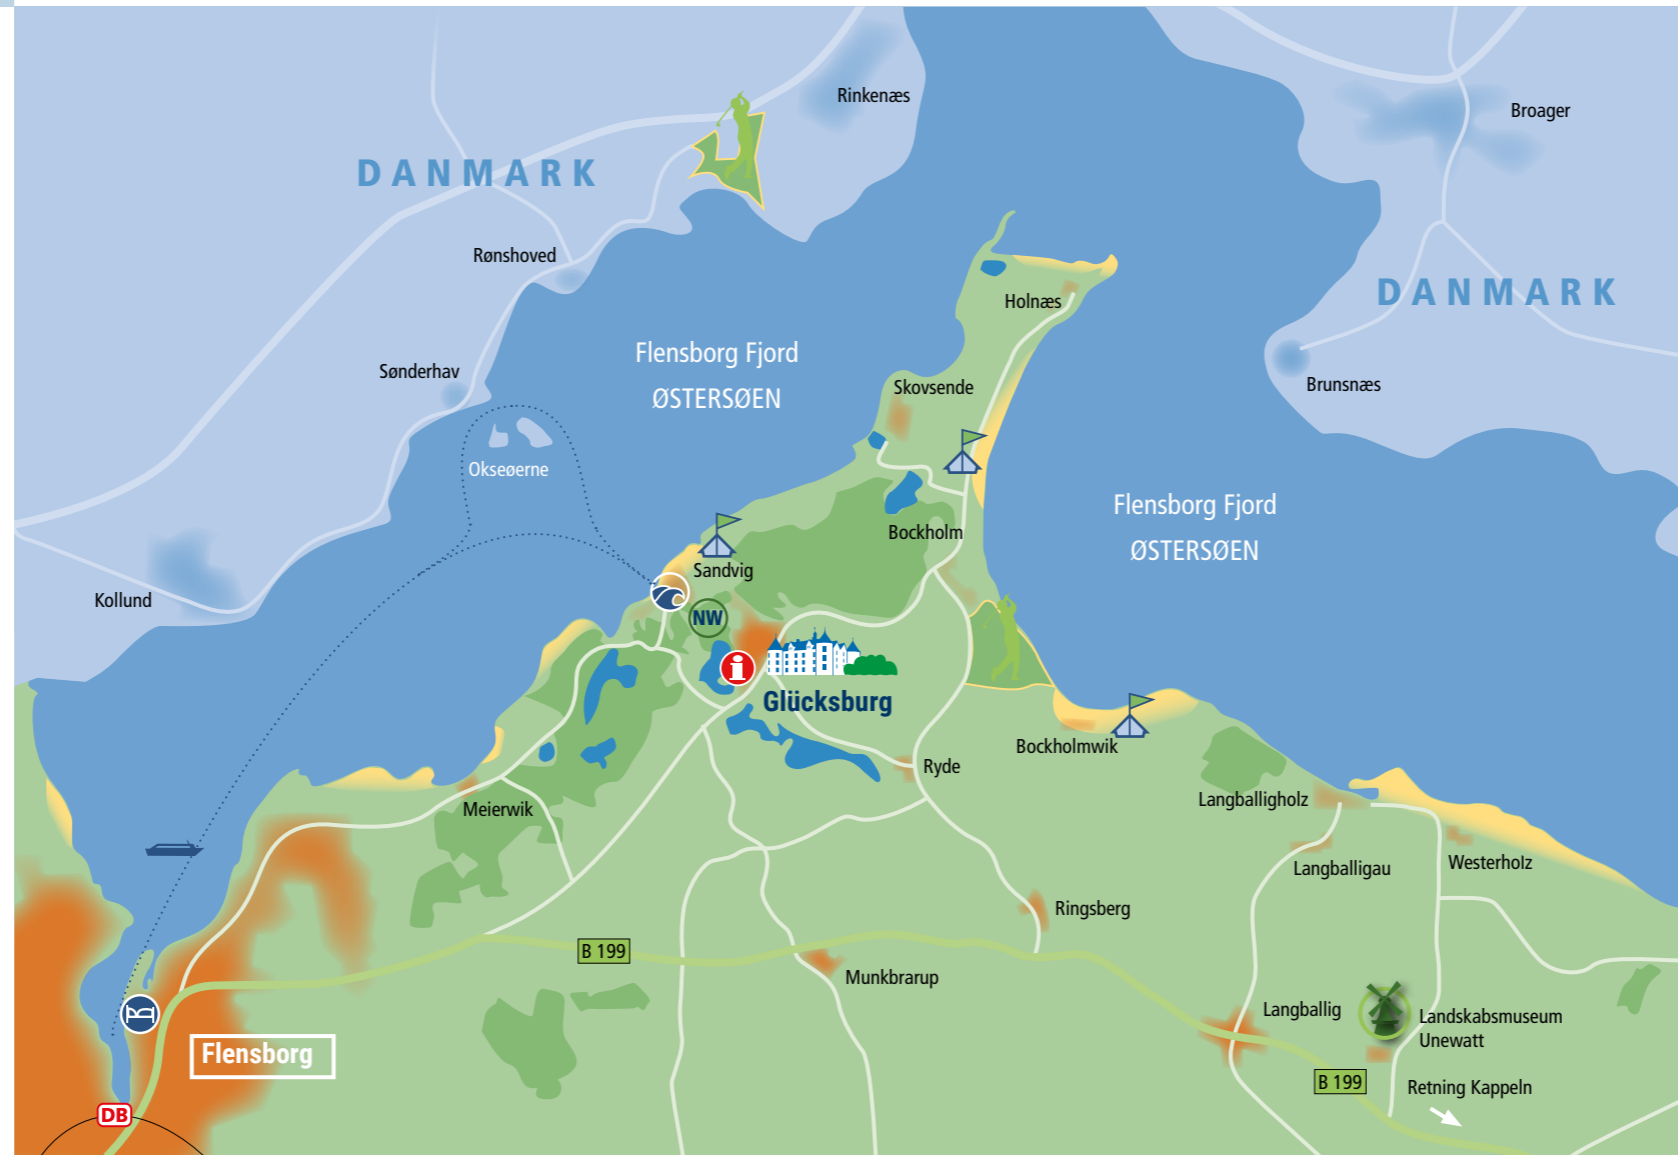 Rinkenæs
Broager
DANMARK
Rønshoved
DANMARK
Holnæs
Flensborg Fjord
ØSTERSØEN
Sønderhav
Skovsende
Brunsnæs
Okseøerne
Flensborg Fjord
ØSTERSØEN
Bockholm
Sandvig
Kollund
NW
i
Glücksburg
Bockholmwik
Ryde
Meierwik
Langballigholz
Langballigau
Westerholz
Ringsberg
B 199
Munkbrarup
Langballig
Landskabsmuseum
Unewatt
Flensborg
B 199
Retning Kappeln
DB